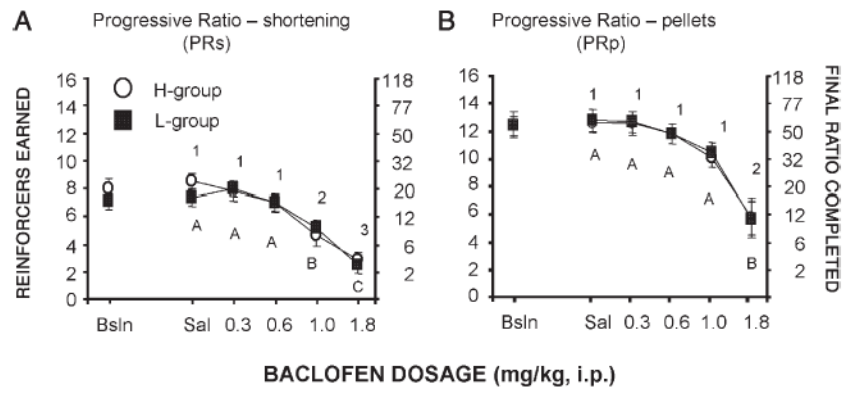 A
Progressive Ratio – shortening
(PRs)
B
Progressive Ratio – pellets
(PRp)
REINFORCERS EARNED
16
14
12
10
8
6
4
2
0
118
77
50
32
20
12
6
2
H-group
L-group
1
1
1
2
3
A
A
A
B
C
Bsln Sal 0.3 0.6 1.0 1.8
16
14
12
10
8
6
4
2
0
118
77
50
32
20
12
6
2
FINAL RATIO COMPLETED
1
1
1
1
2
A
A
A
A
B
Bsln Sal 0.3 0.6 1.0 1.8
BACLOFEN DOSAGE (mg/kg, i.p.)